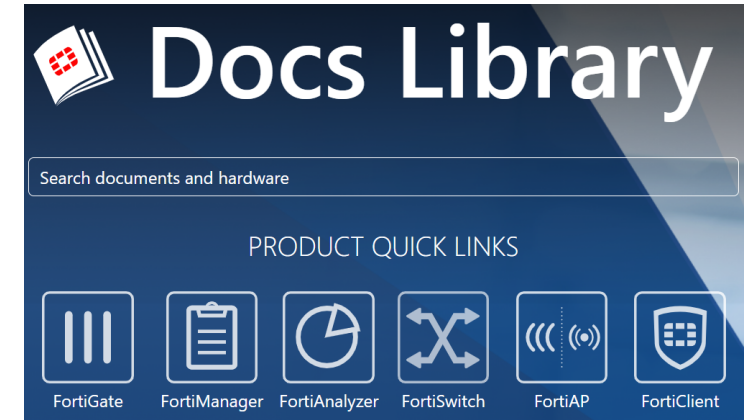 Docs Library
Search documents and hardware
PRODUCT QUICK LINKS
FortiGate FortiManager FortiAnalyzer FortiSwitch FortiAP FortiClient